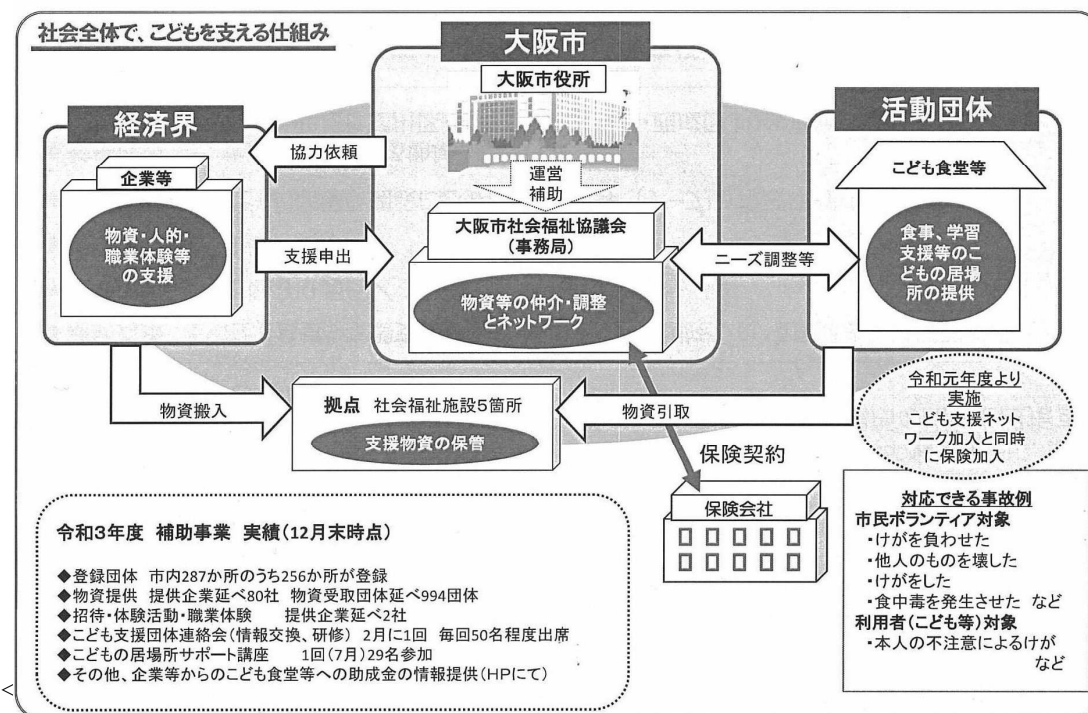 社会全体で、こどもを支える仕組み
大阪市
大阪市役所
運営
補助
大阪市社会福祉協議会
(事務局)
物資等の仲介・調整
とネットワーク
経済界
企業等
物資・人的・
職業体験等
の支援
協力依頼
支援申出
活動団体
こども食堂等
食事、学習
支援等のこ
どもの居場
所の提供
ニーズ調整等
物資搬入
拠点 社会福祉施設5箇所
支援物資の保管
物資引取
保険契約
保険会社
令和元年度より
実施
こども支援ネット
ワーク加入と同時
に保険加入
対応できる事故例
市民ボランティア対象
・けがを負わせた
・他人のものを壊した
・けがをした
・食中毒を発生させた など
利用者(こども等)対象
・本人の不注意によるけが
など
令和3年度 補助事業 実績(12月末時点)
◆登録団体 市内287か所のうち256か所が登録
◆物資提供 提供企業延べ80社 物資受取団体延べ994団体
◆招待・体験活動・職業体験 提供企業延べ2社
◆こども支援団体連絡会(情報交換、研修) 2月に1回 毎回50名程度出席
◆こどもの居場所サポート講座 1回(7月)29名参加
◆その他、企業等からのこども食堂等への助成金の情報提供(HPにて)
<